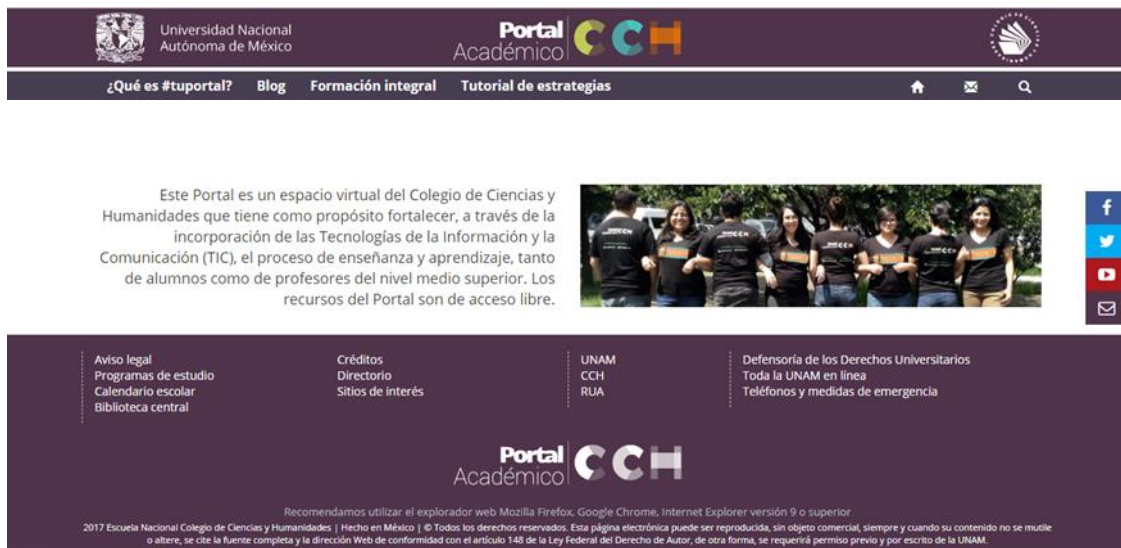 Universidad Nacional
Autónoma de México
Portal
Académico
CCH
¿Qué es #tuportal? Blog Formación integral Tutorial de estrategias
Este Portal es un espacio virtual del Colegio de Ciencias y
Humanidades que tiene como propósito fortalecer, a través de la
incorporación de las Tecnologías de la Información y la
Comunicación (TIC), el proceso de enseñanza y aprendizaje, tanto
de alumnos como de profesores del nivel medio superior. Los
recursos del Portal son de acceso libre.
Aviso legal
Programas de estudio
Calendario escolar
Biblioteca central
Créditos
Directorio
Sitios de interés
UNAM
CCH
RUA
Defensoría de los Derechos Universitarios
Toda la UNAM en línea
Teléfonos y medidas de emergencia
Portal
Académico
CCH
Recomendamos utilizar el explorador web Mozilla Firefox, Google Chrome, Internet Explorer versión 9 o superior
2017 Escuela Nacional Colegio de Ciencias y Humanidades | Hecho en México | © Todos los derechos reservados. Esta página electrónica puede ser reproducida, sin objeto comercial, siempre y cuando su contenido no se mutile
o altere, se cite la fuente completa y la dirección Web de conformidad con el artículo 148 de la Ley Federal del Derecho de Autor, de otra forma, se requerirá permiso previo y por escrito de la UNAM.